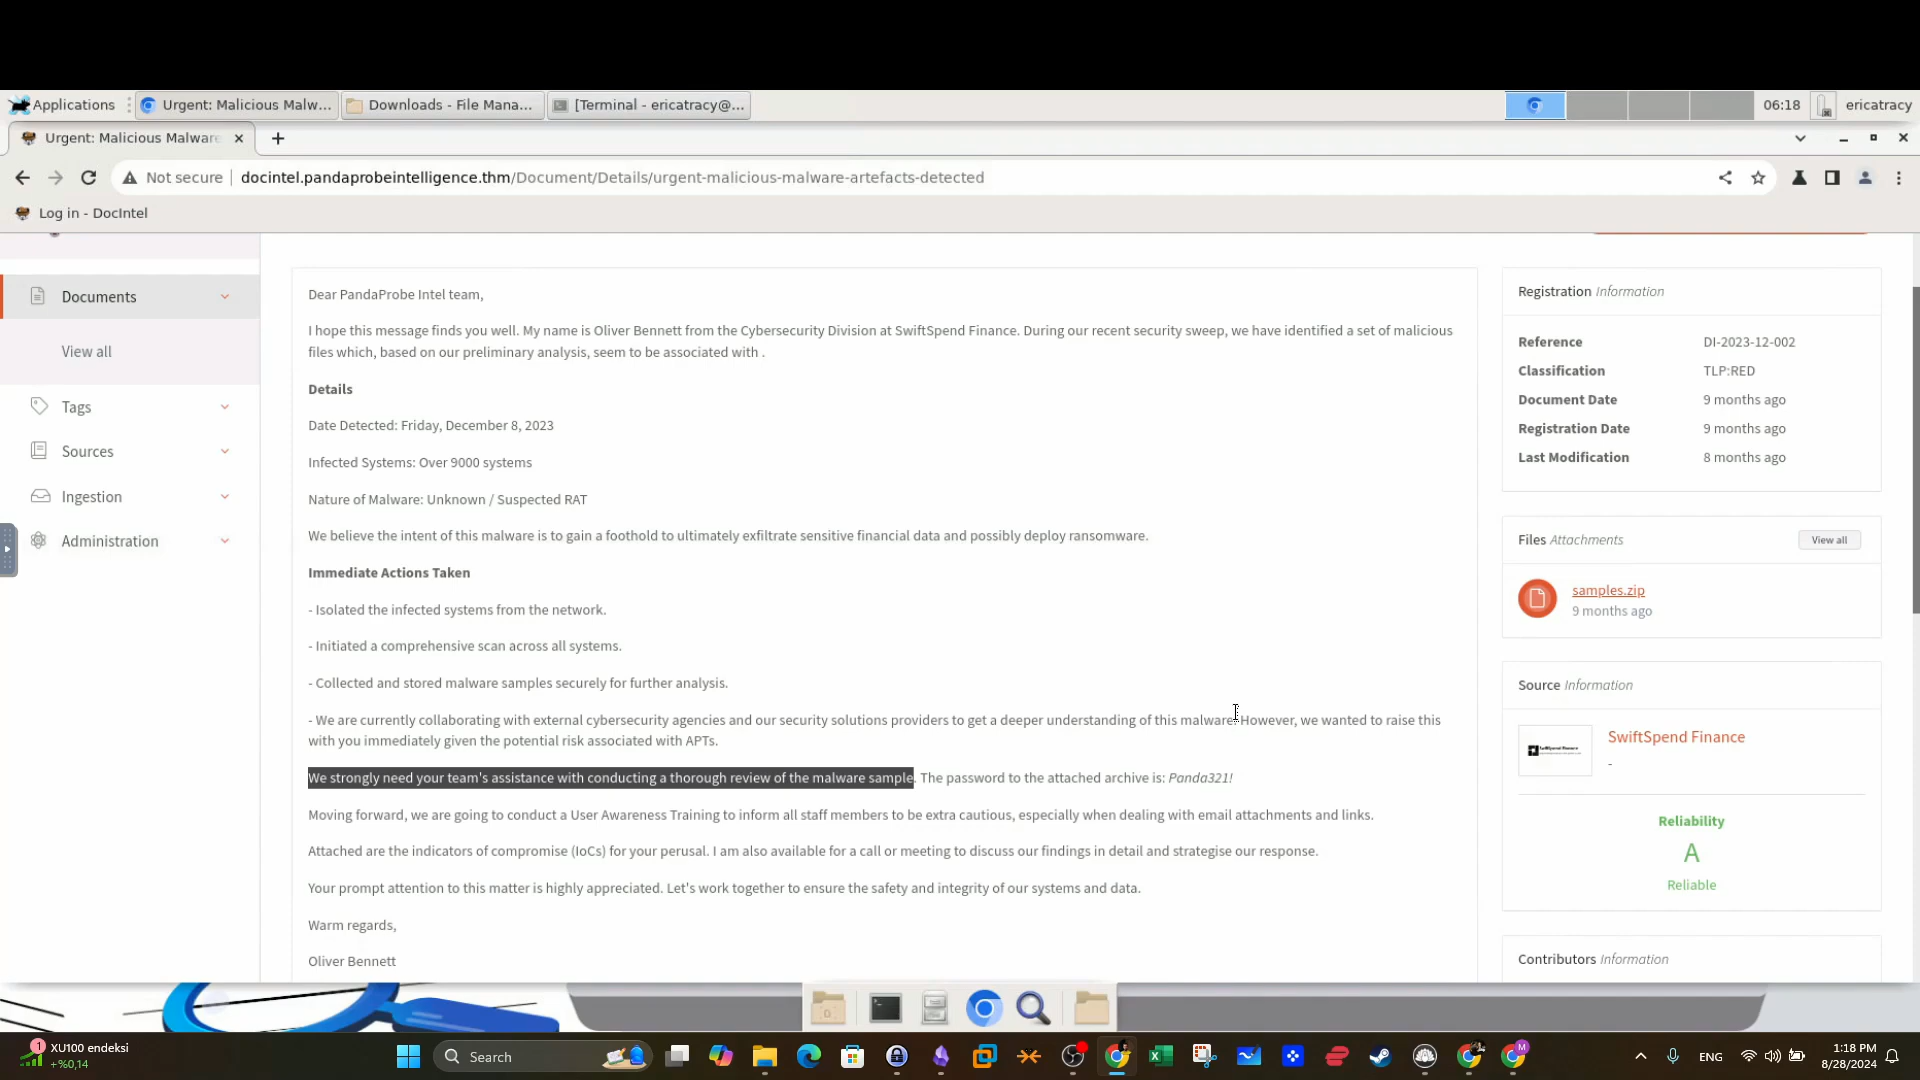 Applications
Urgent: Malicious Malw...
Downloads - File Mana...
[Terminal - ericatracy@...
06:18
ericatracy
Urgent: Malicious Malware
Not secure
docintel.pandaprobeintelligence.thm/Document/Details/urgent-malicious-malware-artefacts-detected
Log in - DocIntel
Documents
View all
Tags
Sources
Ingestion
Administration
Dear PandaProbe Intel team,
I hope this message finds you well. My name is Oliver Bennett from the Cybersecurity Division at SwiftSpend Finance. During our recent security sweep, we have identified a set of malicious
files which, based on our preliminary analysis, seem to be associated with .
Details
Date Detected: Friday, December 8, 2023
Infected Systems: Over 9000 systems
Nature of Malware: Unknown / Suspected RAT
We believe the intent of this malware is to gain a foothold to ultimately exfiltrate sensitive financial data and possibly deploy ransomware.
Immediate Actions Taken
- Isolated the infected systems from the network.
- Initiated a comprehensive scan across all systems.
- Collected and stored malware samples securely for further analysis.
- We are currently collaborating with external cybersecurity agencies and our security solutions providers to get a deeper understanding of this malware. However, we wanted to raise this
with you immediately given the potential risk associated with APTs.
We strongly need your team's assistance with conducting a thorough review of the malware sample. The password to the attached archive is: Panda321!
Moving forward, we are going to conduct a User Awareness Training to inform all staff members to be extra cautious, especially when dealing with email attachments and links.
Attached are the indicators of compromise (IoCs) for your perusal. I am also available for a call or meeting to discuss our findings in detail and strategise our response.
Your prompt attention to this matter is highly appreciated. Let's work together to ensure the safety and integrity of our systems and data.
Warm regards,
Oliver Bennett
Registration Information
Reference DI-2023-12-002
Classification TLP:RED
Document Date 9 months ago
Registration Date 9 months ago
Last Modification 8 months ago
Files Attachments
View all
samples.zip
9 months ago
Source Information
SwiftSpend Finance
SwiftSpend Finance
-
Reliability
A
Reliable
Contributors Information
1
XU100 endeksi
+%0,14
Search
M
ENG
1:18 PM
8/28/2024